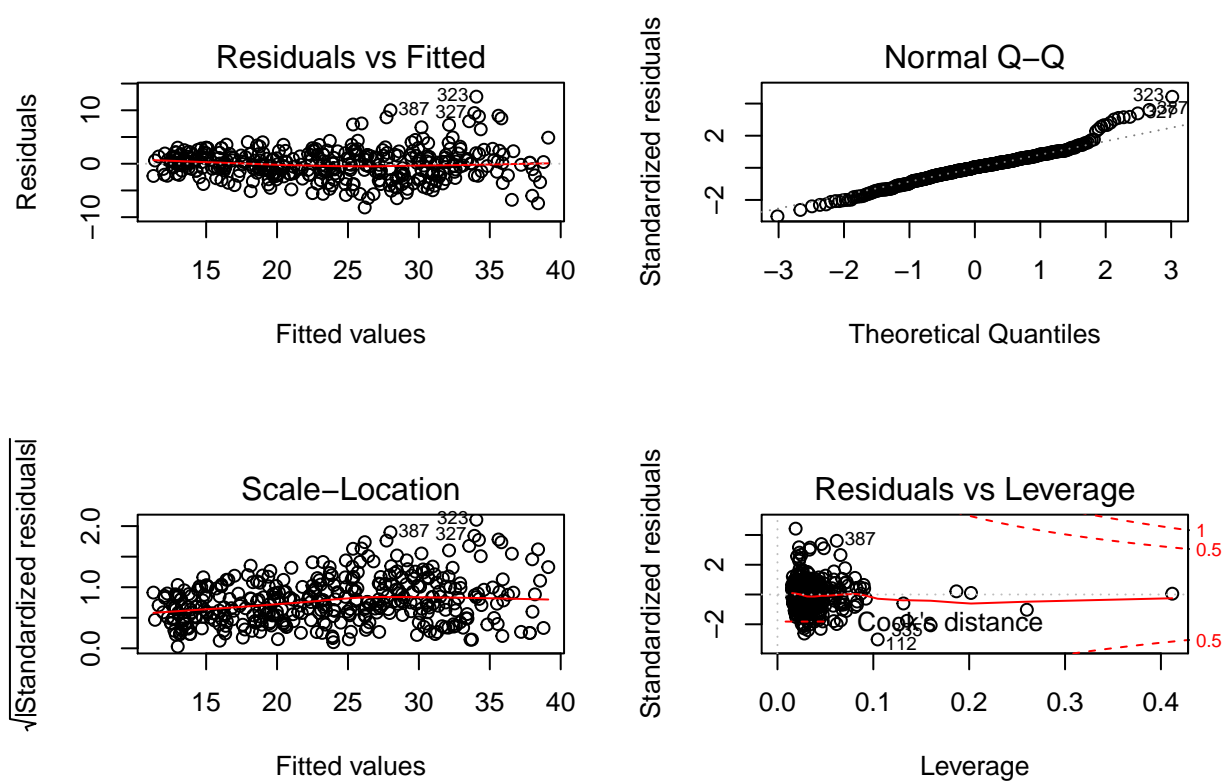 Residuals vs Fitted
Residuals
−10
0
10
323
387
327
15 20 25 30 35 40
Fitted values
Normal Q−Q
Standardized residuals
−2
2
323
387
327
−3 −2 −1 0 1 2 3
Theoretical Quantiles
Scale−Location
√|Standardized residuals|
0.0
1.0
2.0
323
387
327
15 20 25 30 35 40
Fitted values
Residuals vs Leverage
Standardized residuals
−2
2
387
Cook's distance
335
112
1
0.5
0.5
0.0 0.1 0.2 0.3 0.4
Leverage